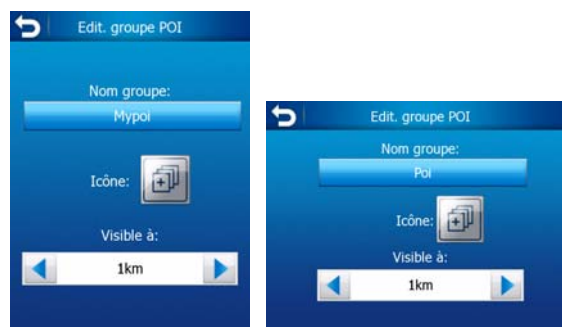 Edit. groupe POI
Nom groupe:
Mypoi
Icône:
Visible à:
1km
Edit. groupe POI
Nom groupe:
Poi
Icône:
Visible à:
1km